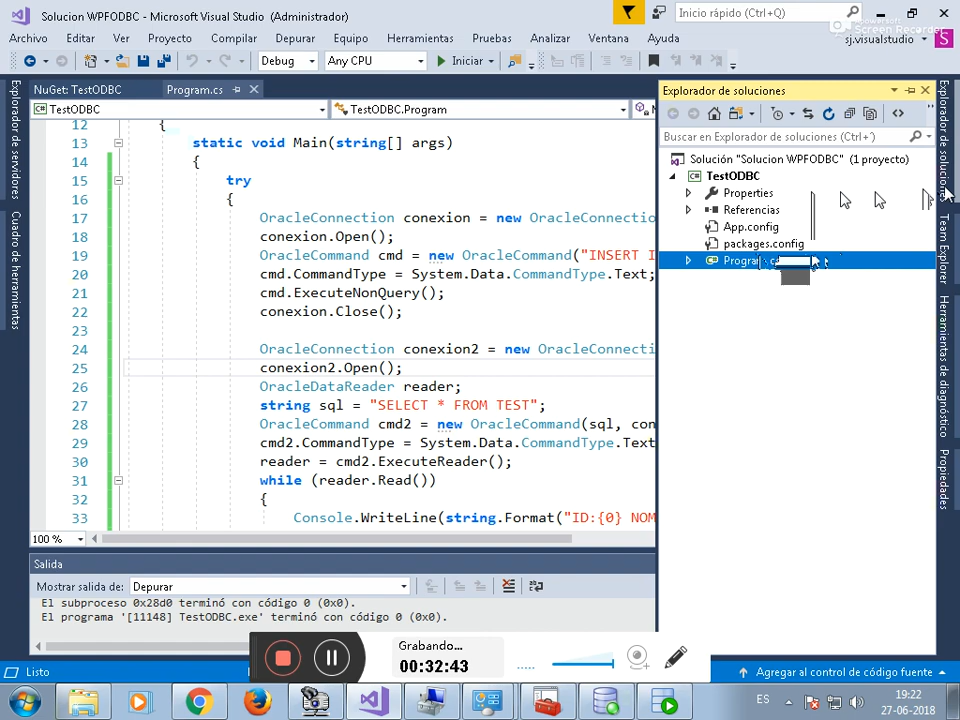 Solucion WPFODBC - Microsoft Visual Studio (Administrador)
Inicio rápido (Ctrl+Q)
Screen Recorder
Archivo Editar Ver Proyecto Compilar Depurar Equipo Herramientas Pruebas Analizar Ventana Ayuda
sj.visualstudio
S
Debug
Any CPU
Iniciar
Explorador de servidores
Cuadro de herramientas
NuGet: TestODBC
Program.cs
TestODBC
TestODBC.Program
12 {
13 static void Main(string[] args)
14 {
15 try
16 {
17 OracleConnection conexion = new OracleConnectio
18 conexion.Open();
19 OracleCommand cmd = new OracleCommand("INSERT I
20 cmd.CommandType = System.Data.CommandType.Text;
21 cmd.ExecuteNonQuery();
22 conexion.Close();
23
24 OracleConnection conexion2 = new OracleConnecti
25 conexion2.Open();
26 OracleDataReader reader;
27 string sql = "SELECT * FROM TEST";
28 OracleCommand cmd2 = new OracleCommand(sql, con
29 cmd2.CommandType = System.Data.CommandType.Text
30 reader = cmd2.ExecuteReader();
31 while (reader.Read())
32 {
33 Console.WriteLine(string.Format("ID:{0} NOM
100 %
Salida
Mostrar salida de:
Depurar
El subproceso 0x28d0 terminó con código 0 (0x0).
El programa '[11148] TestODBC.exe' terminó con código 0 (0x0).
Explorador de soluciones
Buscar en Explorador de soluciones (Ctrl+´)
Solución "Solucion WPFODBC" (1 proyecto)
TestODBC
Properties
Referencias
App.config
packages.config
Explorador de soluciones
Team Explorer
Herramientas de diagnóstico
Propiedades
Grabando...
00:32:43
Listo
Agregar al control de código fuente
ES
19:22
27-06-2018